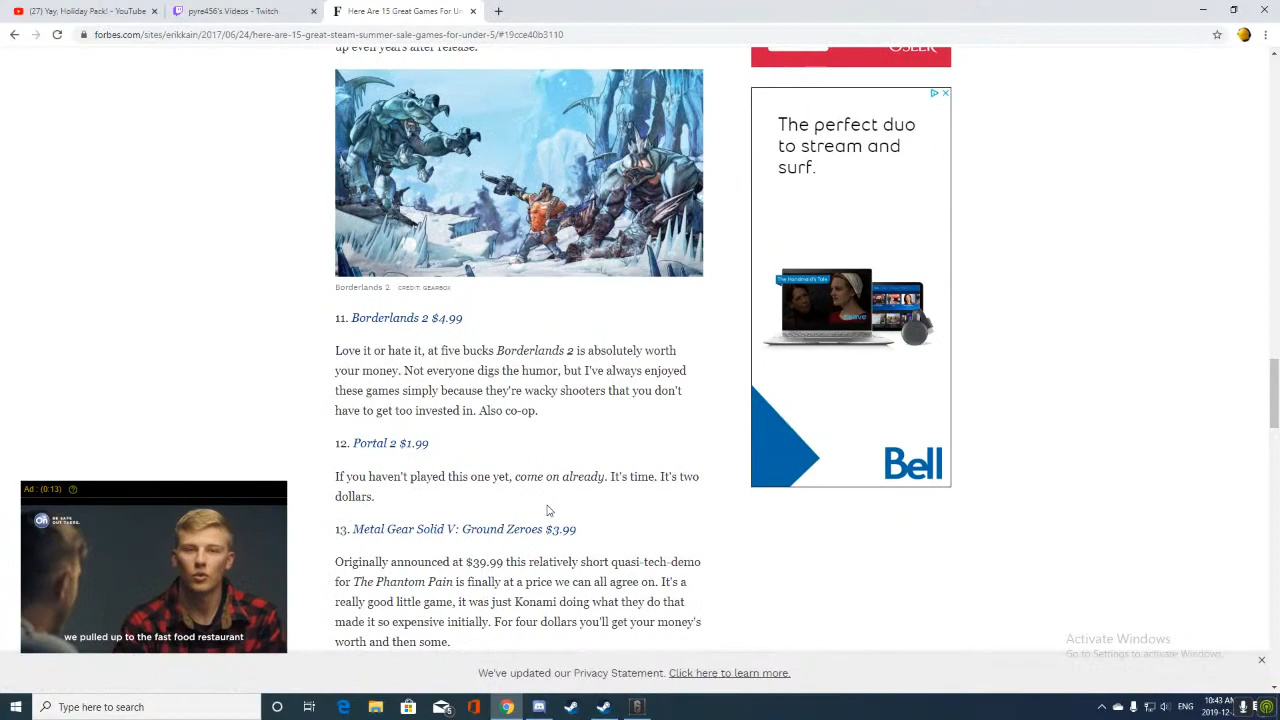 (27) Yay, Holiday Pack! - YouTube
pyre456's Videos - Twitch
Here Are 15 Great Games For Un
forbes.com/sites/erikkain/2017/06/24/here-are-15-great-steam-summer-sale-games-for-under-5/#19cce40b3110
up even years after release.
The perfect duo
to stream and
surf.
The Handmaid's Tale
Borderlands 2 CREDIT: GEARBOX
11. Borderlands 2 $4.99
Love it or hate it, at five bucks Borderlands 2 is absolutely worth
your money. Not everyone digs the humor, but I've always enjoyed
these games simply because they're wacky shooters that you don't
have to get too invested in. Also co-op.
12. Portal 2 $1.99
Bell
If you haven't played this one yet, come on already. It's time. It's two
dollars.
Ad : (0:13)
BE SAFE
OUT THERE.
13. Metal Gear Solid V: Ground Zeroes $3.99
Originally announced at $39.99 this relatively short quasi-tech-demo
for The Phantom Pain is finally at a price we can all agree on. It's a
really good little game, it was just Konami doing what they do that
made it so expensive initially. For four dollars you'll get your money's
worth and then some.
we pulled up to the fast food restaurant
Activate Windows
Go to Settings to activate Windows.
We've updated our Privacy Statement. Click here to learn more.
Type here to search
ENG
10:43 AM